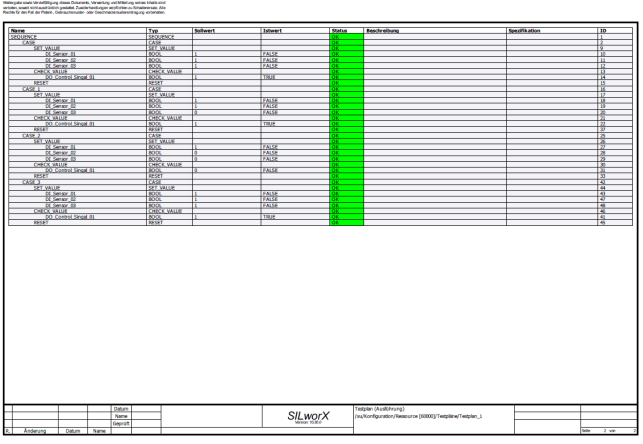 Weitergabe sowie Vervielfältigung dieses Dokuments, Verwertung und Mitteilung seines Inhalts sind
verboten, soweit nicht ausdrücklich gestattet. Zuwiderhandlungen verpflichten zu Schadenersatz. Alle
Rechte für den Fall der Patent-, Gebrauchsmuster- oder Geschmacksmustereintragung vorbehalten.
Name Typ Sollwert Istwert Status Beschreibung Spezifikation ID
SEQUENCE SEQUENCE OK
CASE CASE OK
SET_VALUE SET_VALUE OK 9
DI_Sensor_01 BOOL 1 FALSE OK 10
DI_Sensor_02 BOOL 1 FALSE OK 11
DI_Sensor_03 BOOL 1 FALSE OK 12
CHECK_VALUE CHECK_VALUE OK 13
DO_Control_Singal_01 BOOL 1 TRUE OK 14
RESET RESET OK 15
CASE_1 CASE OK 16
SET_VALUE SET_VALUE OK 17
DI_Sensor_01 BOOL 1 FALSE OK 18
DI_Sensor_02 BOOL 1 FALSE OK 19
DI_Sensor_03 BOOL 0 FALSE OK 20
CHECK_VALUE CHECK_VALUE OK 21
DO_Control_Singal_01 BOOL 1 TRUE OK 22
RESET RESET OK 37
CASE_2 CASE OK 25
SET_VALUE SET_VALUE OK 26
DI_Sensor_01 BOOL 1 FALSE OK 27
DI_Sensor_02 BOOL 0 FALSE OK 28
DI_Sensor_03 BOOL 0 FALSE OK 29
CHECK_VALUE CHECK_VALUE OK 30
DO_Control_Singal_01 BOOL 0 FALSE OK 31
RESET RESET OK 33
CASE_3 CASE OK 42
SET_VALUE SET_VALUE OK 44
DI_Sensor_01 BOOL 1 FALSE OK 43
DI_Sensor_02 BOOL 1 FALSE OK 47
DI_Sensor_03 BOOL 1 FALSE OK 48
CHECK_VALUE CHECK_VALUE OK 46
DO_Control_Singal_01 BOOL 1 TRUE OK 41
RESET RESET OK 45
Datum
Name
Geprüft
R. Änderung Datum Name
SILworX
Version
Testplan (Ausführung)
/su/Konfiguration/Ressource [60000]/Testpläne/Testplan_1
Seite 2 von 2